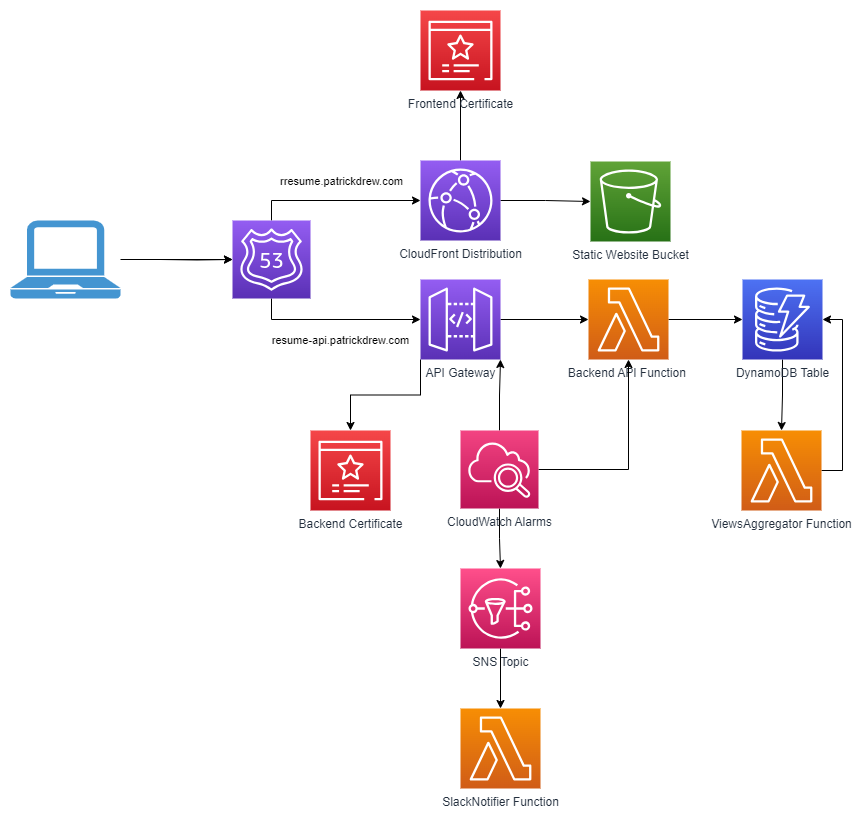 Frontend Certificate
rresume.patrickdrew.com
53
CloudFront Distribution
Static Website Bucket
resume-api.patrickdrew.com
</>
API Gateway
Backend API Function
DynamoDB Table
Backend Certificate
CloudWatch Alarms
ViewsAggregator Function
SNS Topic
SlackNotifier Function